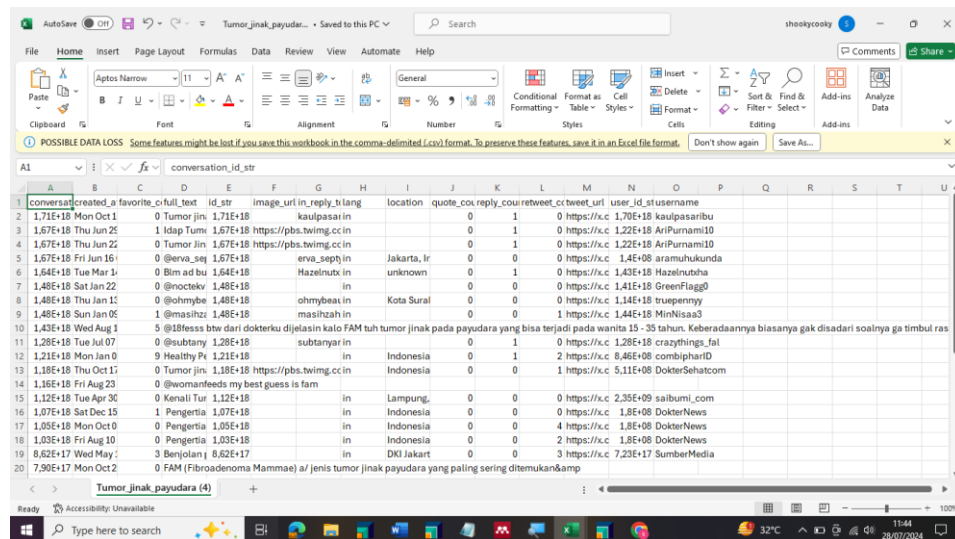 AutoSave Off Tumor_jinak_payudar... • Saved to this PC Search shookycooky S
File Home Insert Page Layout Formulas Data Review View Automate Help Comments Share
Paste Aptos Narrow 11 A^ A˅ General Conditional Formatting Format as Table Cell Styles Insert Delete Format Sort & Filter Find & Select Add-ins Analyze Data
B I U A % 9
Clipboard Font Alignment Number Styles Cells Editing Add-ins
POSSIBLE DATA LOSS Some features might be lost if you save this workbook in the comma-delimited (.csv) format. To preserve these features, save it in an Excel file format. Don't show again Save As...
A1 fx conversation_id_str
A B C D E F G H I J K L M N O P Q R S T U
1 conversat created_a favorite_c full_text id_str image_url in_reply_to lang location quote_cou reply_cou retweet_cc tweet_url user_id_st username
2 1,71E+18 Mon Oct 1 0 Tumor jin 1,71E+18 kaulpasar in 0 1 0 https://x.c 1,70E+18 kaulpasaribu
3 1,67E+18 Thu Jun 29 1 Idap Tum 1,67E+18 https://pbs.twimg.cc in 0 1 0 https://x.c 1,22E+18 AriPurnami10
4 1,67E+18 Thu Jun 22 0 Tumor Jin 1,67E+18 https://pbs.twimg.cc in 0 1 0 https://x.c 1,22E+18 AriPurnami10
5 1,67E+18 Fri Jun 16 0 @erva_sep 1,67E+18 erva_septy in Jakarta, Ir 0 0 0 https://x.c 1,4E+08 aramuhukunda
6 1,64E+18 Tue Mar 14 0 Blm ad bu 1,64E+18 Hazelnutx in unknown 0 1 0 https://x.c 1,43E+18 Hazelnutxha
7 1,48E+18 Sat Jan 22 0 @noctekv 1,48E+18 in 0 0 0 https://x.c 1,41E+18 GreenFlagg0
8 1,48E+18 Thu Jan 13 0 @ohmybe 1,48E+18 ohmybeau in Kota Sural 0 0 0 https://x.c 1,14E+18 truepennyy
9 1,48E+18 Sun Jan 09 1 @masihza 1,48E+18 masihzah in 0 1 0 https://x.c 1,44E+18 MinNisaa3
10 1,43E+18 Wed Aug 1 5 @18fesss btw dari dokterku dijelasin kalo FAM tuh tumor jinak pada payudara yang bisa terjadi pada wanita 15 - 35 tahun. Keberadaannya biasanya gak disadari soalnya ga timbul ras
11 1,28E+18 Tue Jul 07 0 @subtany 1,28E+18 subtanyar in 0 1 0 https://x.c 1,28E+18 crazythings_fal
12 1,21E+18 Mon Jan 0 9 Healthy Pe 1,21E+18 in Indonesia 0 1 2 https://x.c 8,46E+08 combipharID
13 1,18E+18 Thu Oct 17 0 Tumor jina 1,18E+18 https://pbs.twimg.cc in Indonesia 0 0 1 https://x.c 5,11E+08 DokterSehatcom
14 1,16E+18 Fri Aug 23 0 @womanfeeds my best guess is fam
15 1,12E+18 Tue Apr 30 0 Kenali Tur 1,12E+18 in Lampung, 0 0 0 https://x.c 2,35E+09 saibumi_com
16 1,07E+18 Sat Dec 15 1 Pengertia 1,07E+18 in Indonesia 0 0 0 https://x.c 1,8E+08 DokterNews
17 1,05E+18 Mon Oct 0 0 Pengertia 1,05E+18 in Indonesia 0 0 4 https://x.c 1,8E+08 DokterNews
18 1,03E+18 Fri Aug 10 0 Pengertia 1,03E+18 in Indonesia 0 0 2 https://x.c 1,8E+08 DokterNews
19 8,62E+17 Wed May 3 Benjolan p 8,62E+17 in DKI Jakart 0 0 3 https://x.c 7,23E+17 SumberMedia
20 7,90E+17 Mon Oct 2 0 FAM (Fibroadenoma Mammae) a/ jenis tumor jinak payudara yang paling sering ditemukan&amp
Tumor_jinak_payudara (4) +
Ready Accessibility: Unavailable 100%
Type here to search 32°C 11:44
28/07/2024